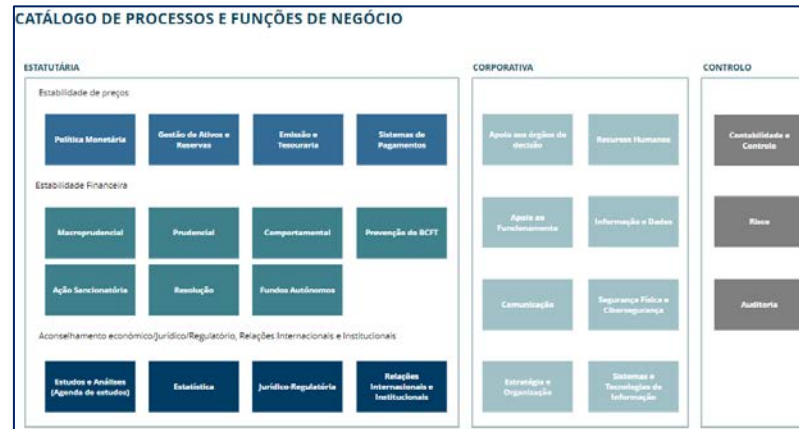 CATÁLOGO DE PROCESSOS E FUNÇÕES DE NEGÓCIO
ESTATUTÁRIA
Estabilidade de preços
Política Monetária
Gestão de Ativos e
Reservas
Emissão e
Tesouraria
Sistemas de
Pagamentos
Estabilidade Financeira
Macroprudencial
Prudencial
Comportamental
Prevenção do BCFT
Ação Sancionatória
Resolução
Fundos Autónomos
Aconselhamento económico/Jurídico/Regulatório, Relações Internacionais e Institucionais
Estudos e Análises
(Agenda de estudos)
Estatística
Jurídico-Regulatória
Relações
Internacionais e
Institucionais
CORPORATIVA
Apoio aos órgãos de
decisão
Recursos Humanos
Apoio ao
Funcionamento
Informação e Dados
Comunicação
Segurança Física e
Cibersegurança
Estratégia e
Organização
Sistemas e
Tecnologias de
Informação
CONTROLO
Contabilidade e
Controlo
Risco
Auditoria